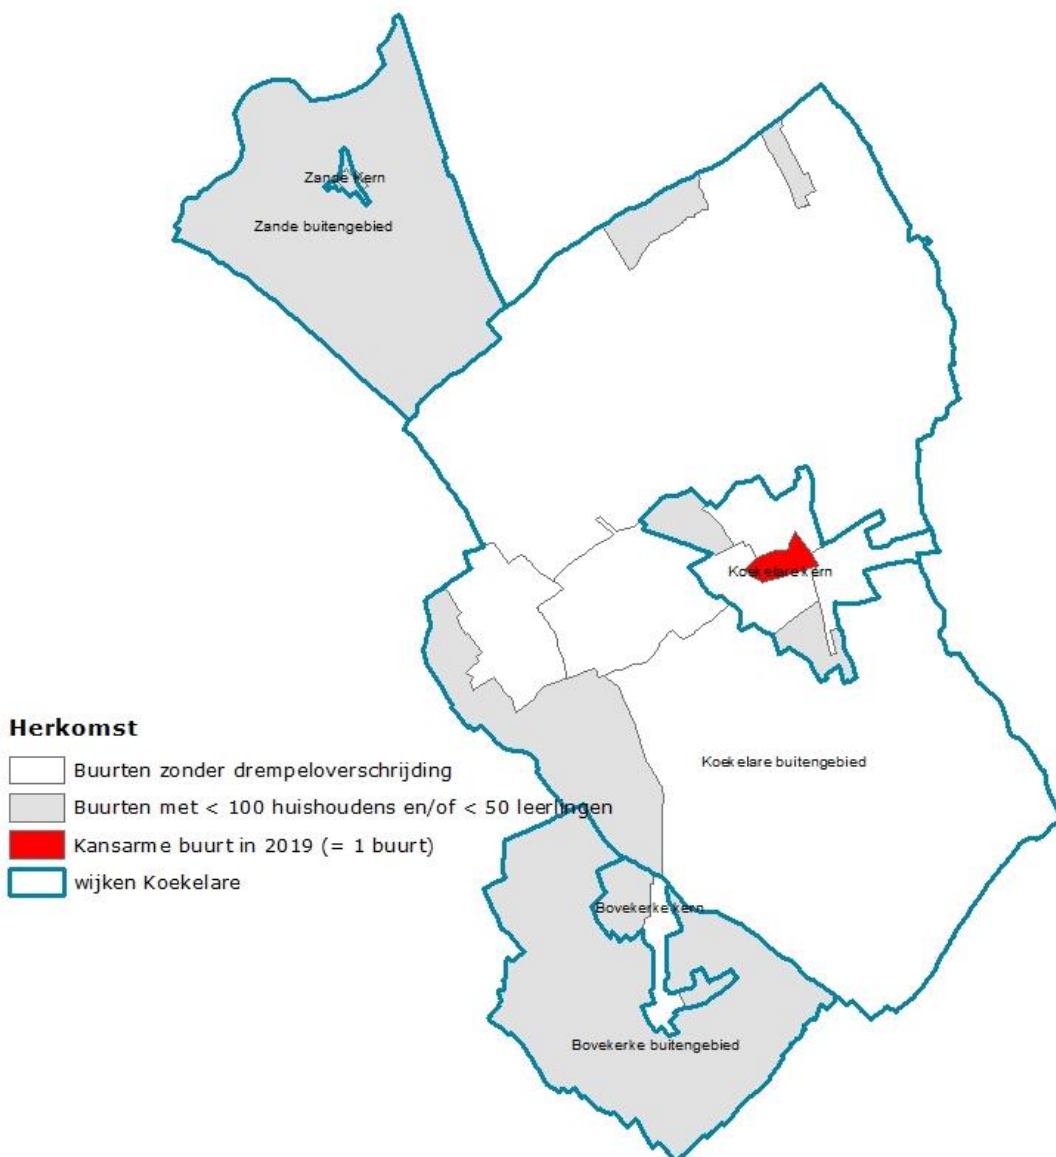 Zande Kern
Zande buitengebied
Koekelare kern
Koekelare buitengebied
Bovekerke kern
Bovekerke buitengebied
Herkomst
Buurten zonder drempeloverschrijding
Buurten met < 100 huishoudens en/of < 50 leerlingen
Kansarme buurt in 2019 (= 1 buurt)
wijken Koekelare